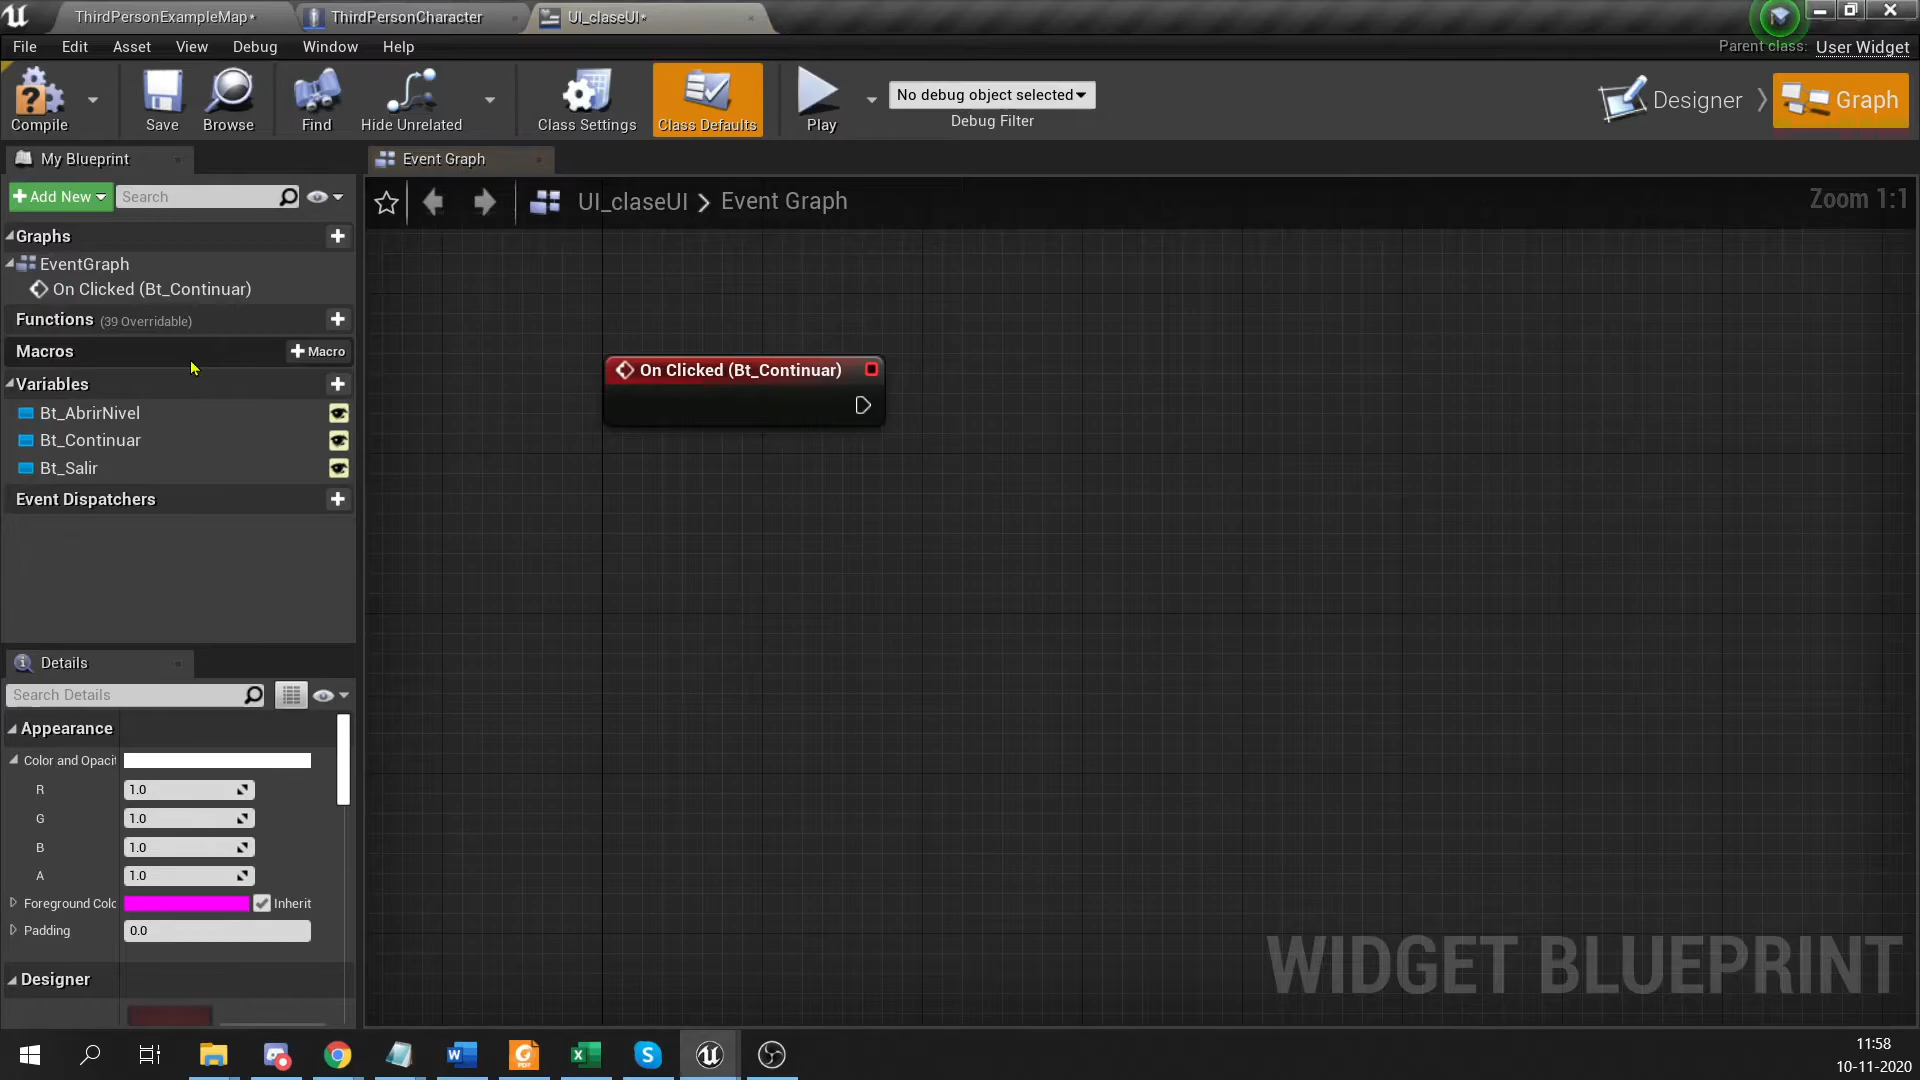 ThirdPersonExampleMap*
ThirdPersonCharacter
UI_claseUI*
File
Edit
Asset
View
Debug
Window
Help
Parent class: User Widget
Compile
Save
Browse
Find
Hide Unrelated
Class Settings
Class Defaults
Play
No debug object selected
Debug Filter
Designer
Graph
My Blueprint
Add New
Search
Graphs
EventGraph
On Clicked (Bt_Continuar)
Functions (39 Overridable)
Macros
Macro
Variables
Bt_AbrirNivel
Bt_Continuar
Bt_Salir
Event Dispatchers
Event Graph
UI_claseUI > Event Graph
Zoom 1:1
On Clicked (Bt_Continuar)
WIDGET BLUEPRINT
Details
Search Details
Appearance
Color and Opacit
R 1.0
G 1.0
B 1.0
A 1.0
Foreground Colo
Inherit
Padding 0.0
Designer
11:58
10-11-2020